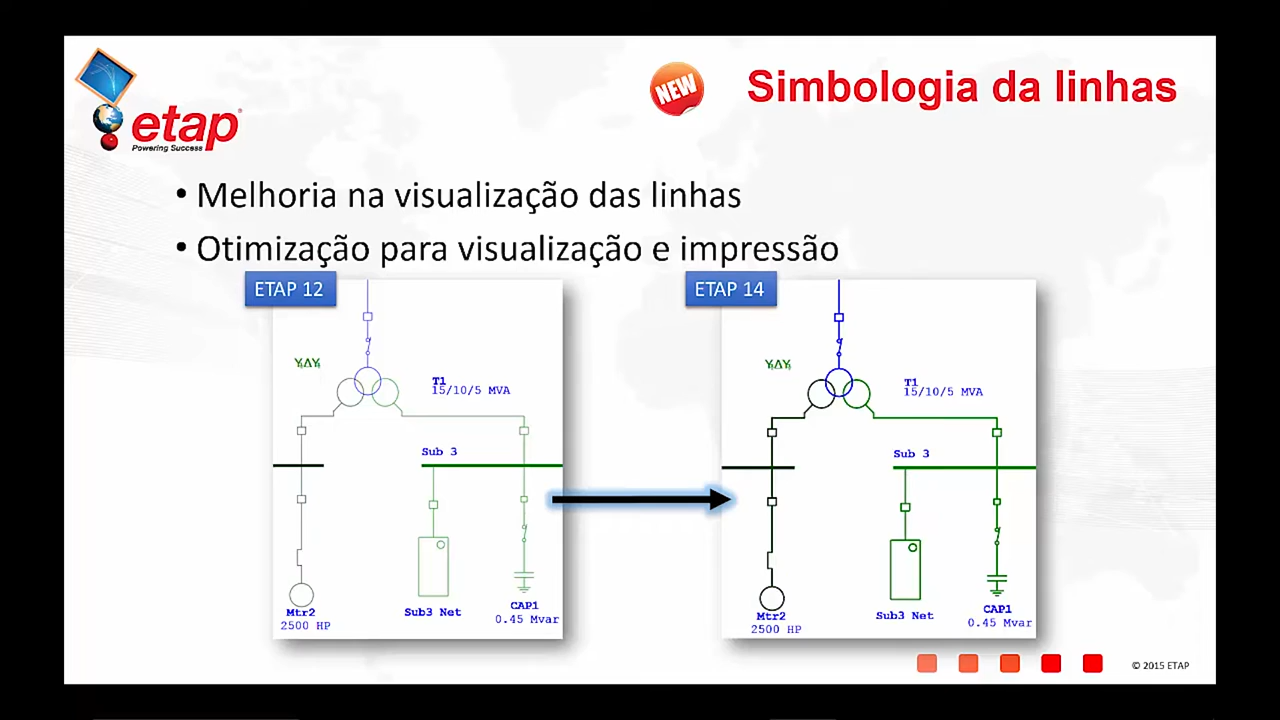 etap
Powering Success
NEW
Simbologia da linhas
• Melhoria na visualização das linhas
• Otimização para visualização e impressão
ETAP 12
T1
15/10/5 MVA
Sub 3
Mtr2
2500 HP
Sub3 Net
CAP1
0.45 Mvar
ETAP 14
T1
15/10/5 MVA
Sub 3
Mtr2
2500 HP
Sub3 Net
CAP1
0.45 Mvar
© 2015 ETAP